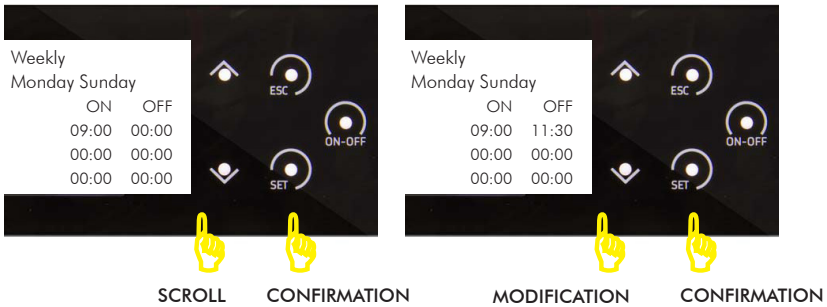 Weekly
Monday Sunday
ON OFF
09:00 00:00
00:00 00:00
00:00 00:00
ESC
ON-OFF
SET
SCROLL CONFIRMATION
Weekly
Monday Sunday
ON OFF
09:00 11:30
00:00 00:00
00:00 00:00
ESC
ON-OFF
SET
MODIFICATION CONFIRMATION